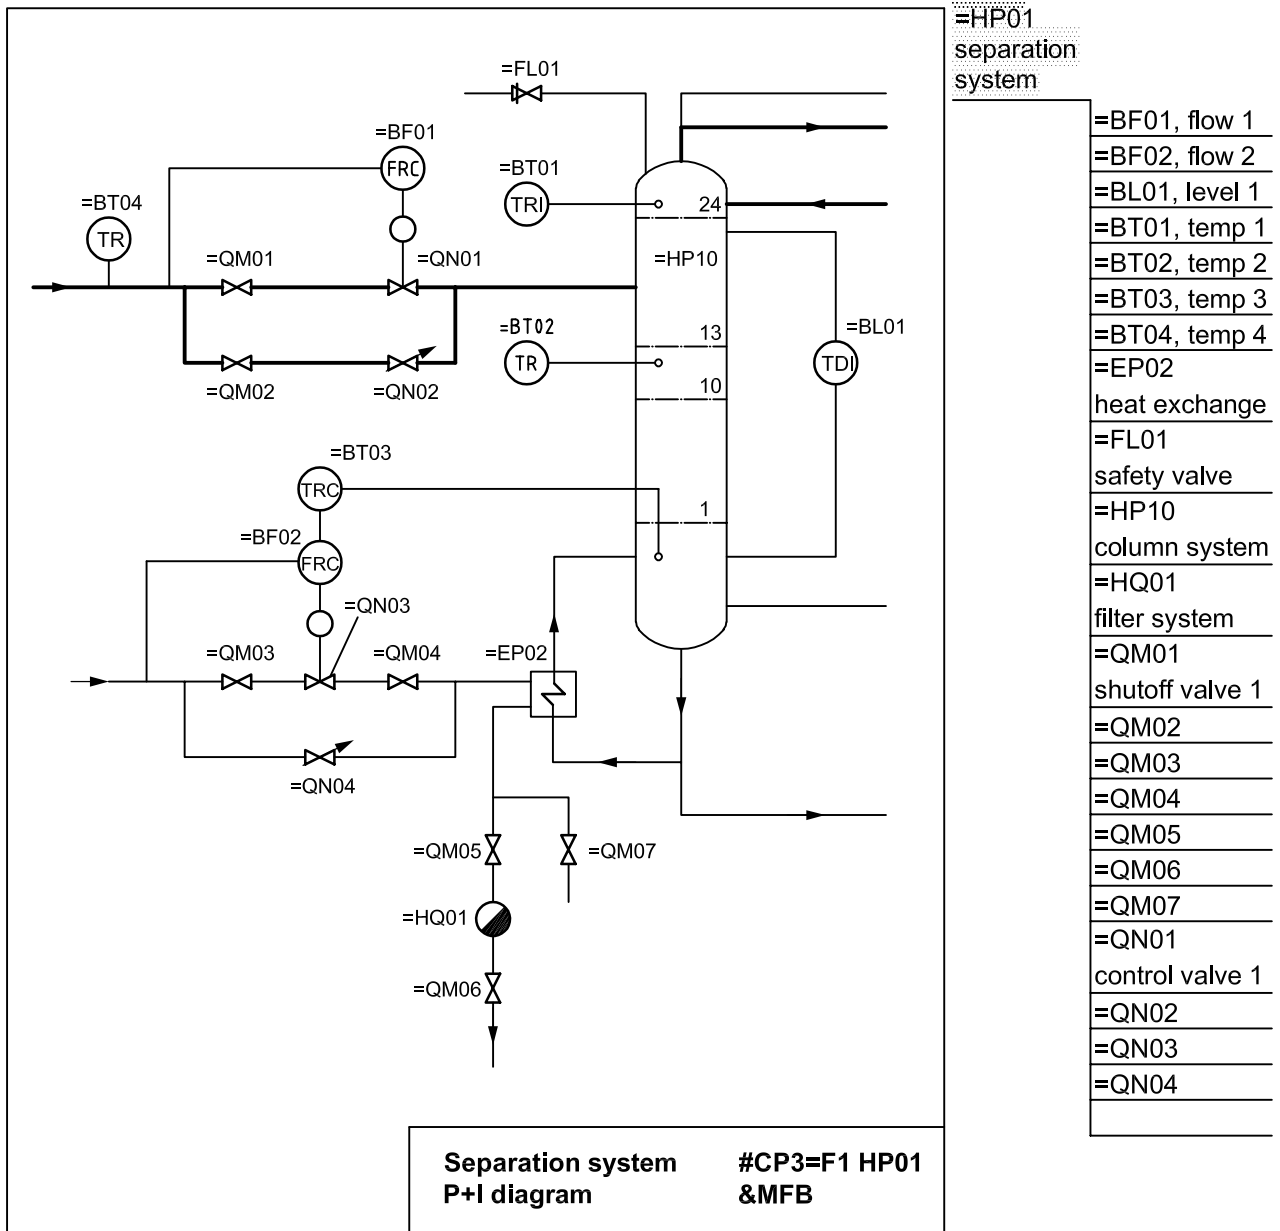 =FL01
=BF01
FRC
=BT01
TRI
24
=BT04
TR
=QM01
=QN01
=HP10
=BT02
TR
13
=BL01
TDI
10
=QM02
=QN02
=BT03
TRC
1
=BF02
FRC
=QN03
=QM03
=QM04
=EP02
=QN04
=QM05
=QM07
=HQ01
=QM06
Separation system #CP3=F1 HP01
P+I diagram &MFB
=HP01
separation
system
=BF01, flow 1
=BF02, flow 2
=BL01, level 1
=BT01, temp 1
=BT02, temp 2
=BT03, temp 3
=BT04, temp 4
=EP02
heat exchange
=FL01
safety valve
=HP10
column system
=HQ01
filter system
=QM01
shutoff valve 1
=QM02
=QM03
=QM04
=QM05
=QM06
=QM07
=QN01
control valve 1
=QN02
=QN03
=QN04